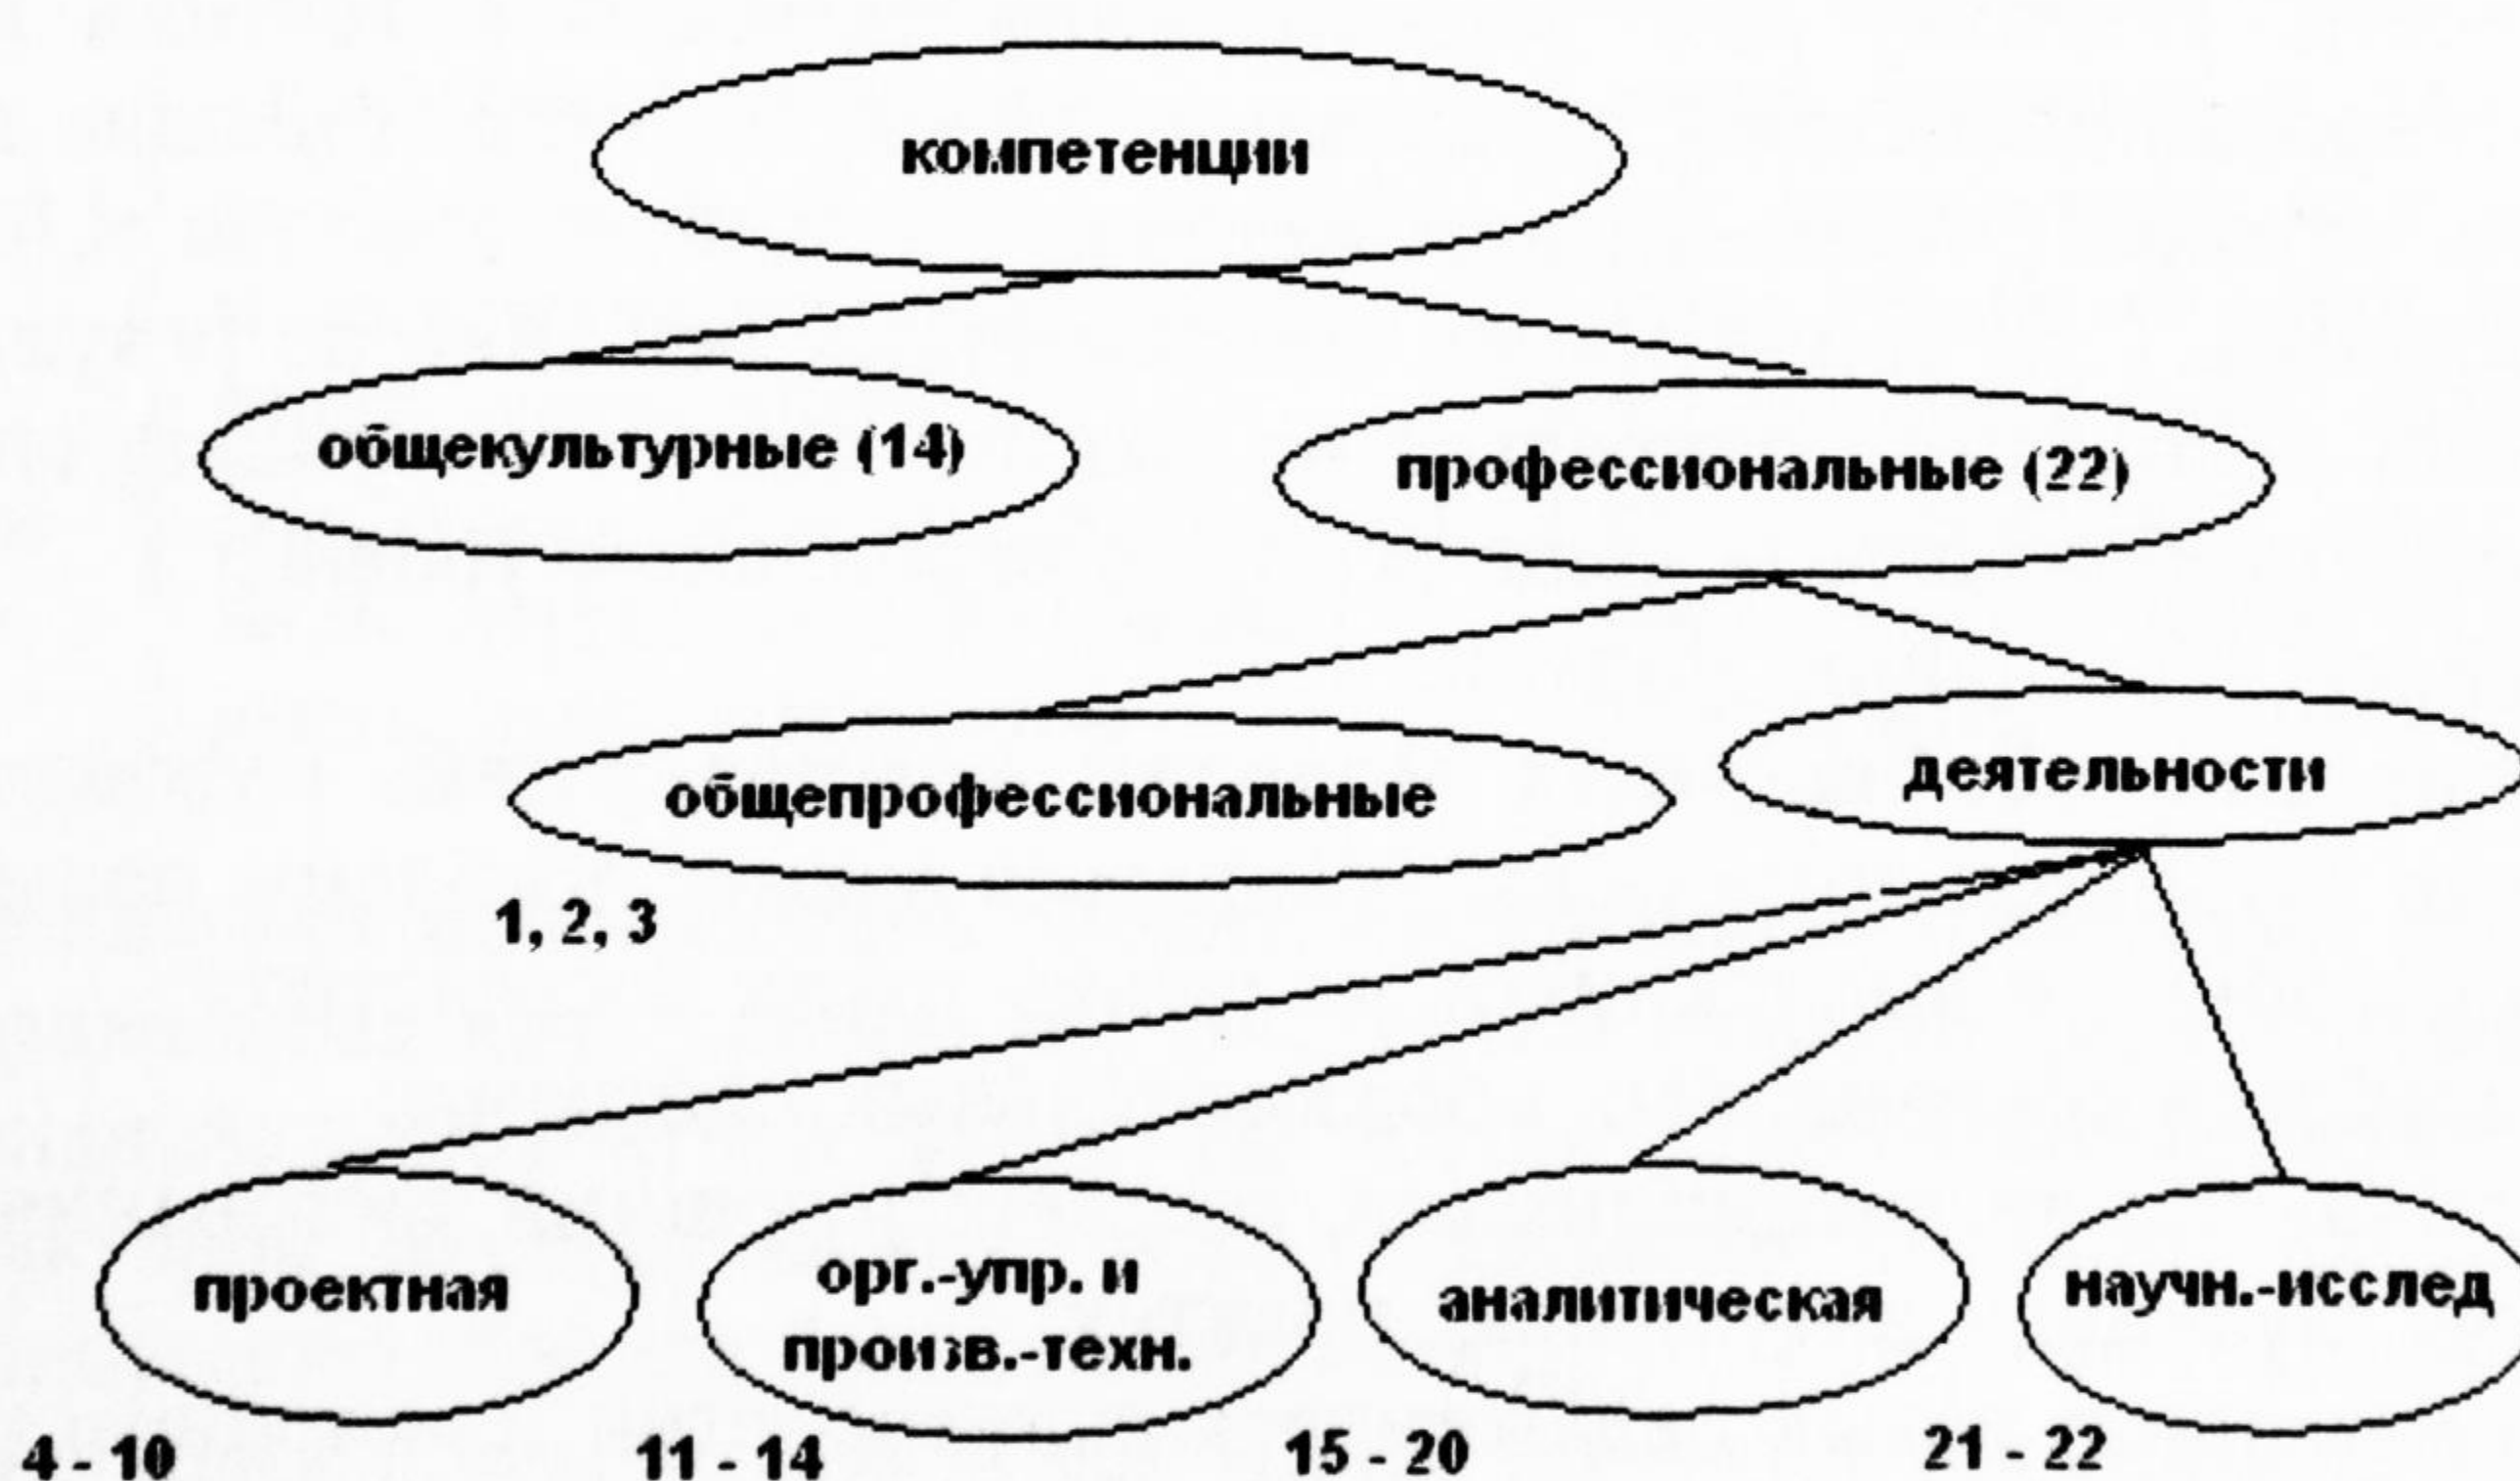 компетенции
общекультурные (14)
профессиональные (22)
общепрофессиональные
деятельности
1, 2, 3
проектная
орг.-упр. и
произв.-техн.
аналитическая
научн.-исслед
4 - 10
11 - 14
15 - 20
21 - 22